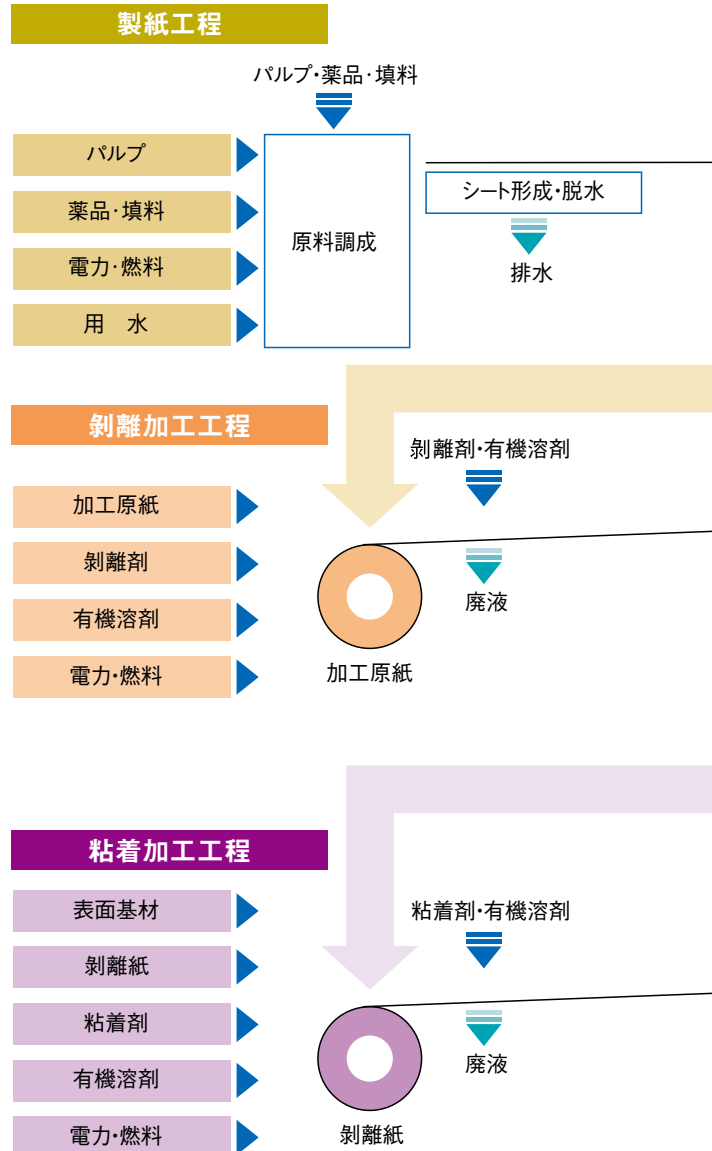 製紙工程
パルプ・薬品・填料
パルプ
薬品・填料
電力・燃料
用　水
原料調成
シート形成・脱水
排水
剝離加工工程
加工原紙
剝離剤
有機溶剤
電力・燃料
剝離剤・有機溶剤
廃液
加工原紙
粘着加工工程
表面基材
剝離紙
粘着剤
有機溶剤
電力・燃料
粘着剤・有機溶剤
廃液
剝離紙